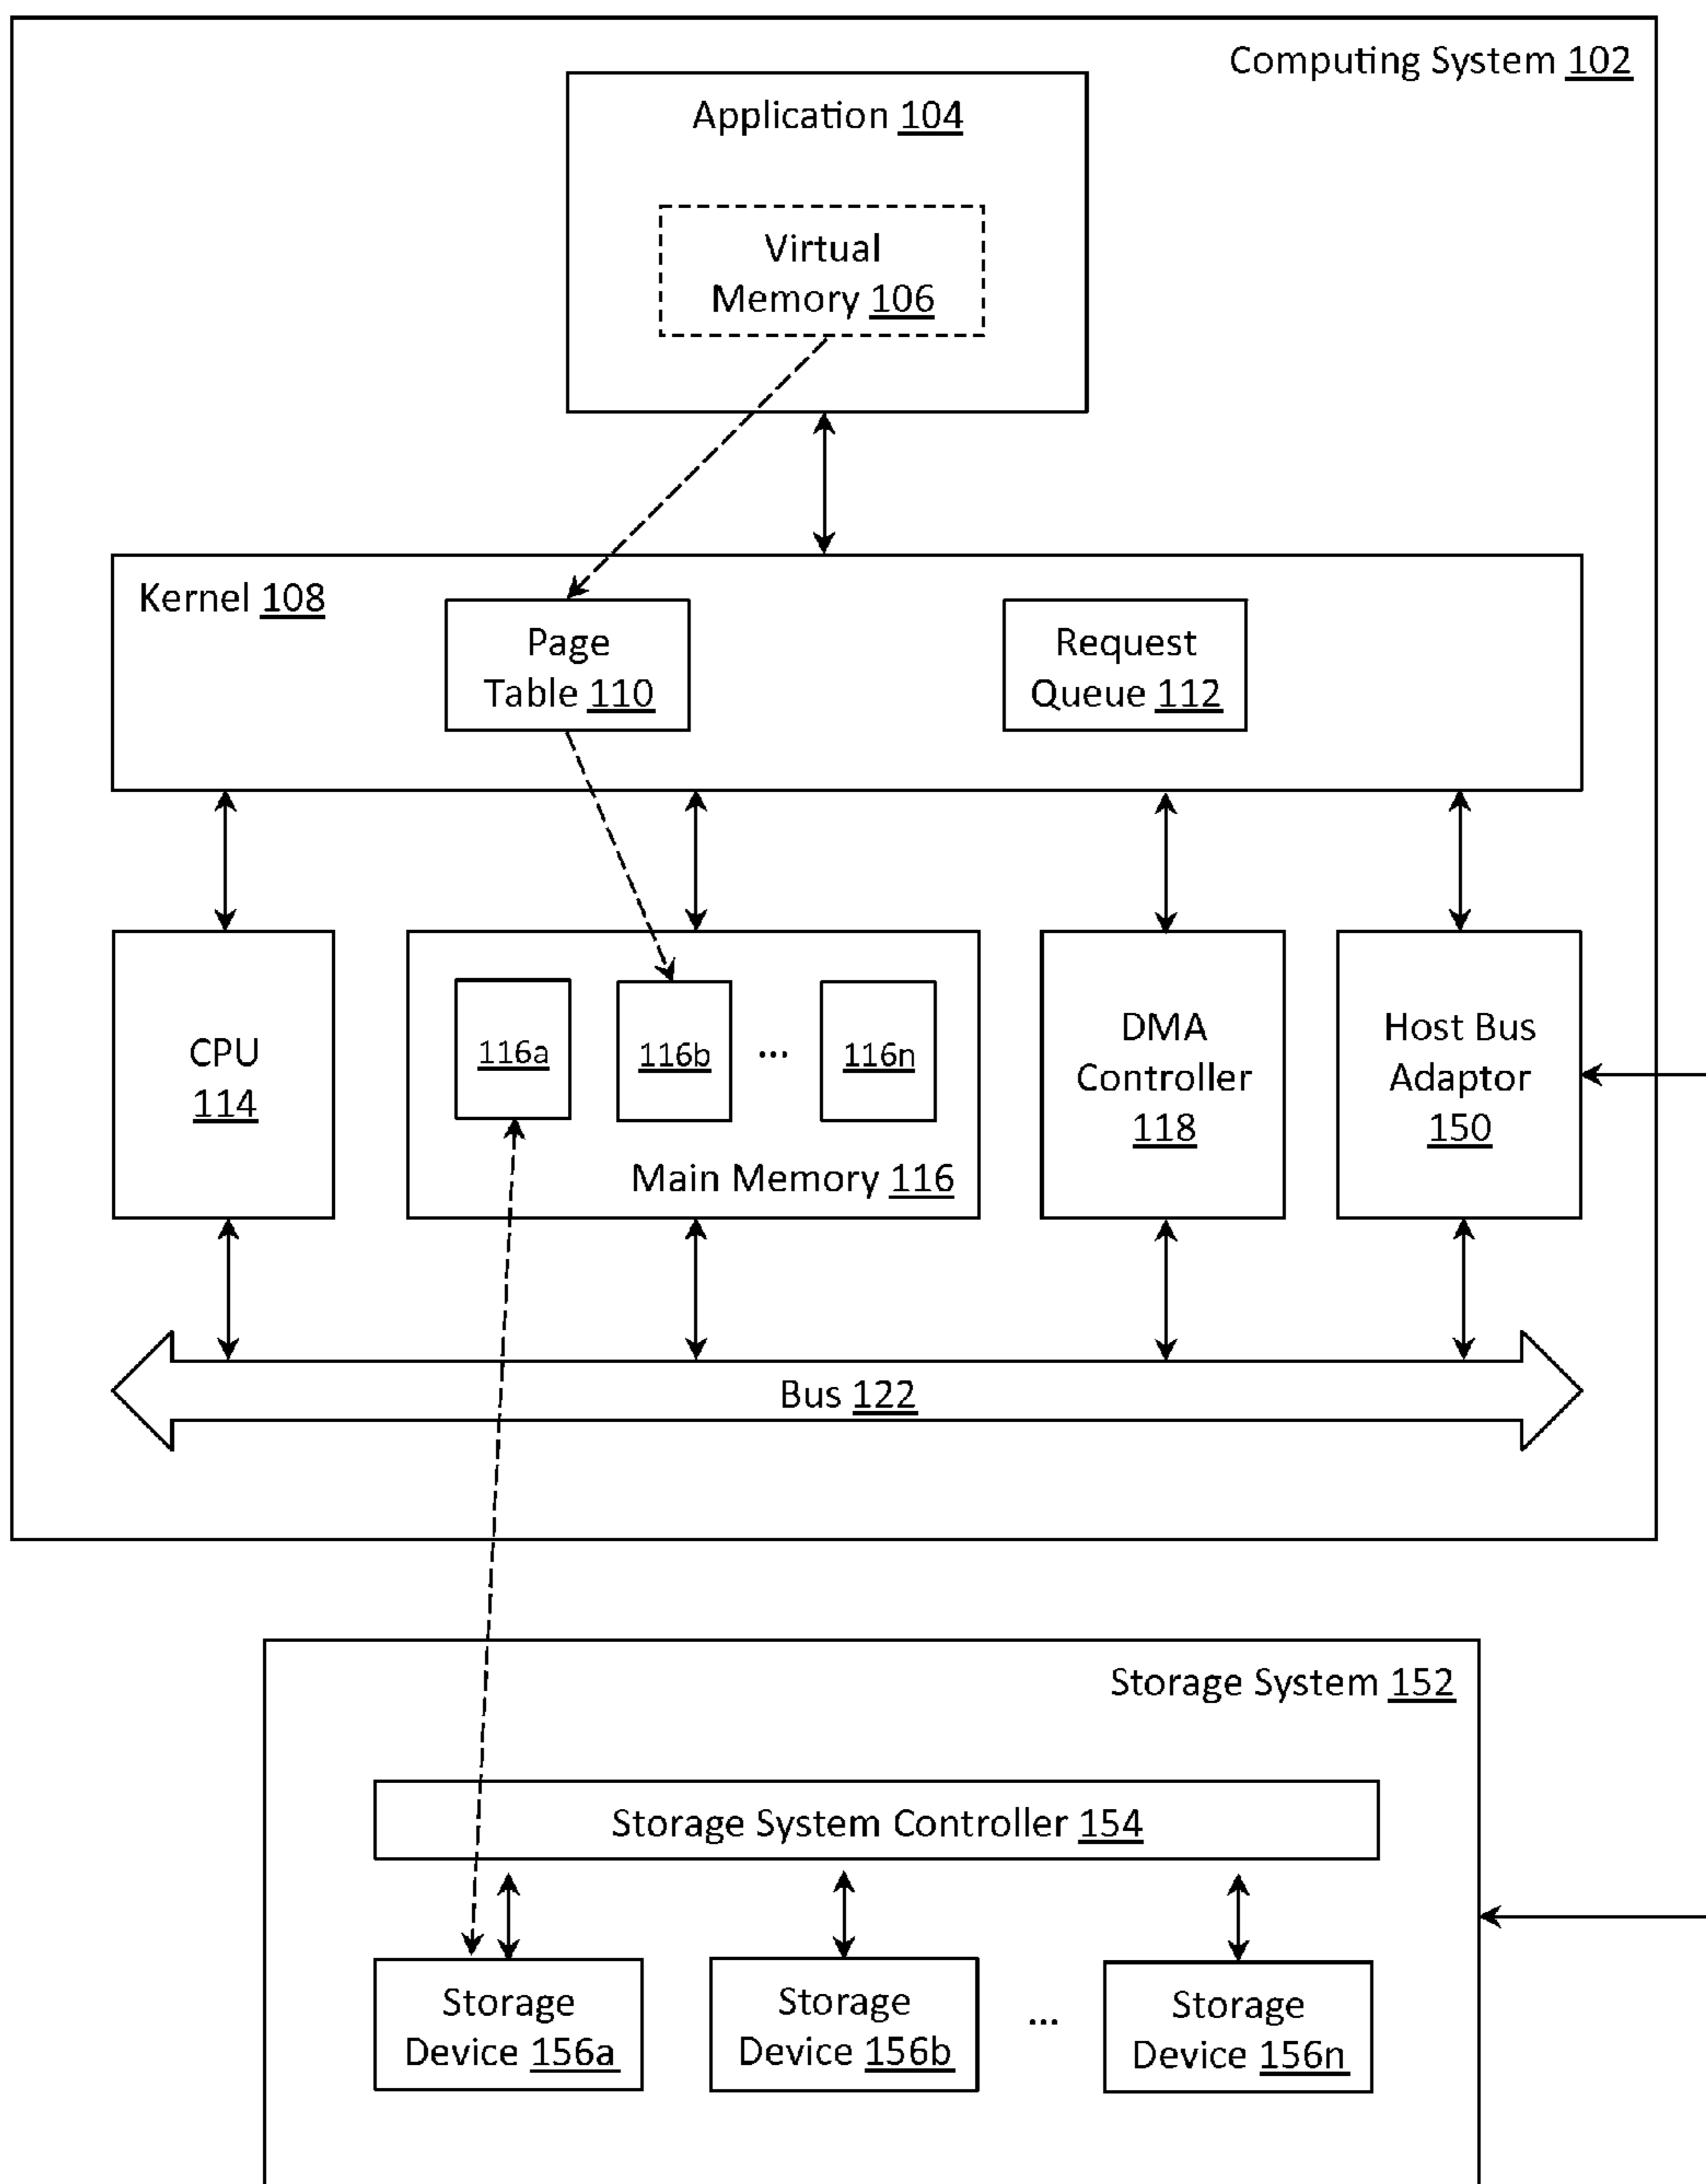 Computing System 102
Application 104
Virtual
Memory 106
Kernel 108
Page
Table 110
Request
Queue 112
CPU
114
116a
116b
...
116n
Main Memory 116
DMA
Controller
118
Host Bus
Adaptor
150
Bus 122
Storage System 152
Storage System Controller 154
Storage
Device 156a
Storage
Device 156b
...
Storage
Device 156n